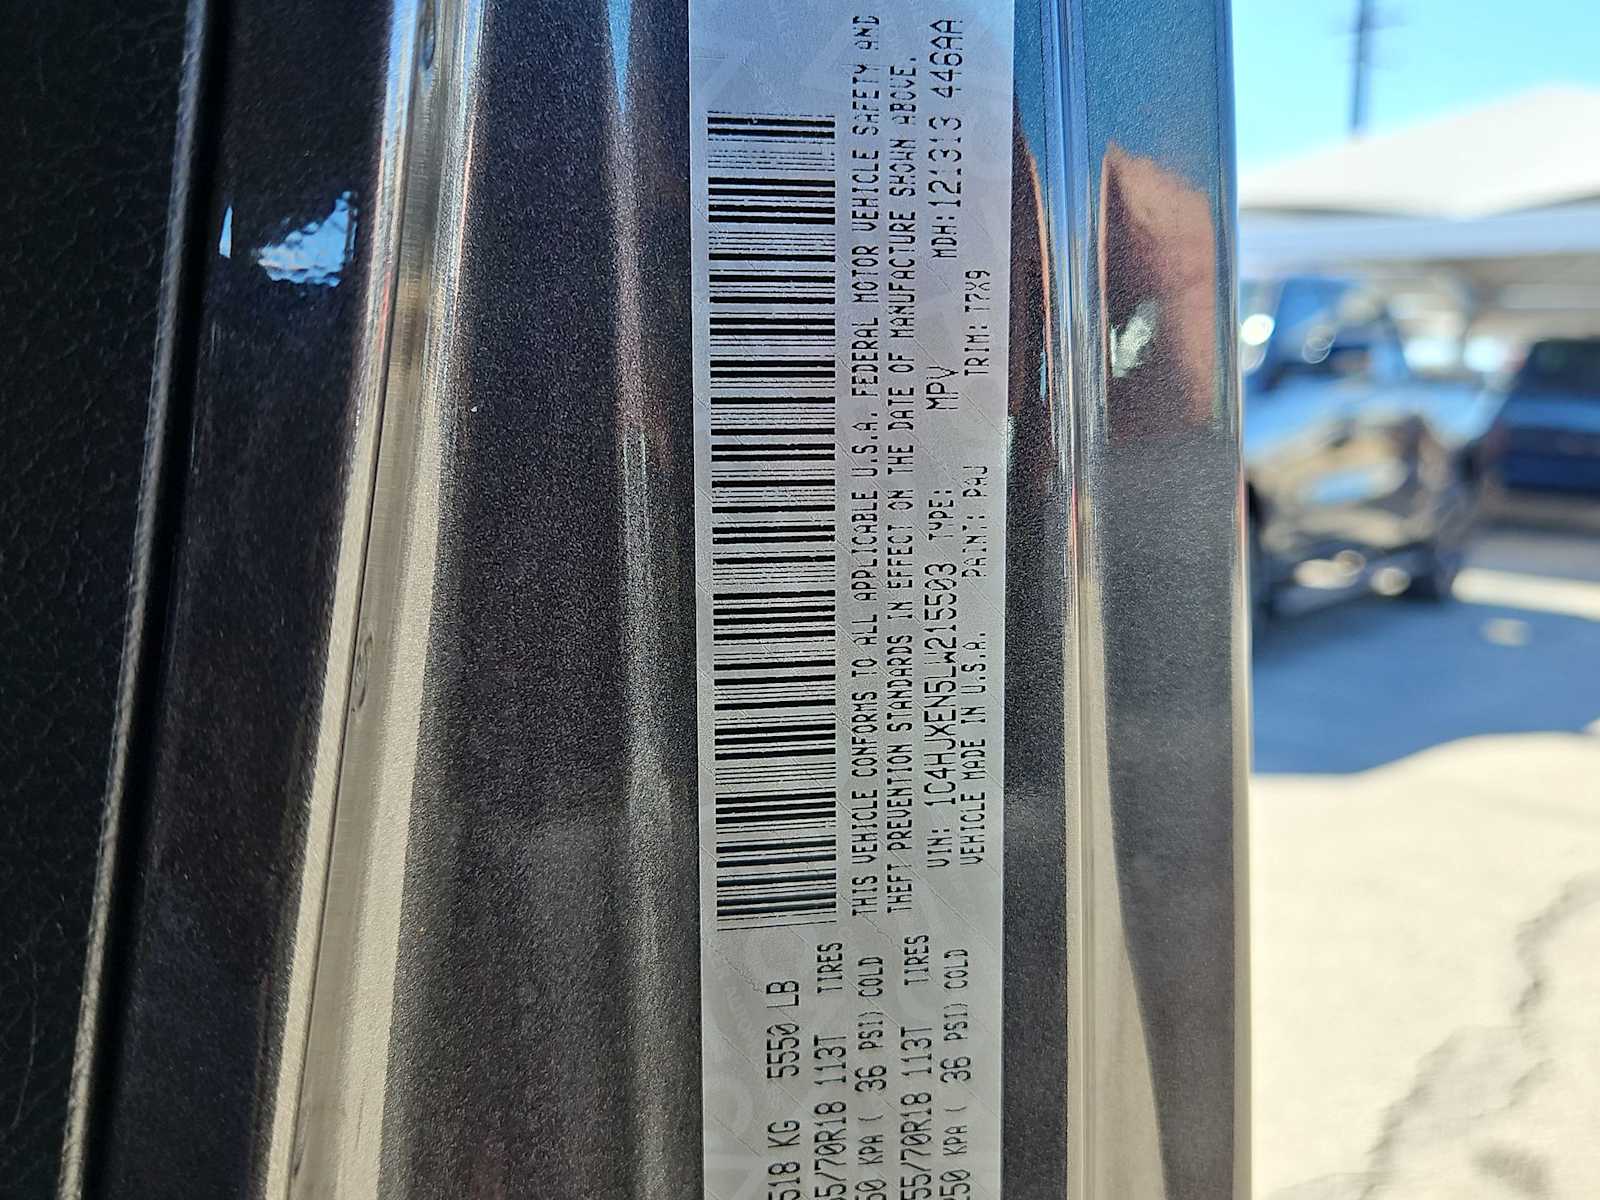 518 KG 5550 LB
55/70R18 113T TIRES
50 KPA ( 36 PSI) COLD
55/70R18 113T TIRES
250 KPA ( 36 PSI) COLD
THIS VEHICLE CONFORMS TO ALL APPLICABLE U.S.A. FEDERAL MOTOR VEHICLE SAFETY AND
THEFT PREVENTION STANDARDS IN EFFECT ON THE DATE OF MANUFACTURE SHOWN ABOVE.
VIN: 1C4HJXEN5LW215503 TYPE: MPV MDH:121313 446AA
VEHICLE MADE IN U.S.A. PAINT: PAU TRIM: T7X9